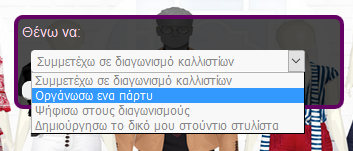 Θένω να:
Συμμετέχω σε διαγωνισμό καλλιστίων
Συμμετέχω σε διαγωνισμό καλλιστίων
Οργάνωσω ενα πάρτυ
Ψήφισω στους διαγωνισμούς
Δημιούργησω το δικό μου στούντιο στυλίστα